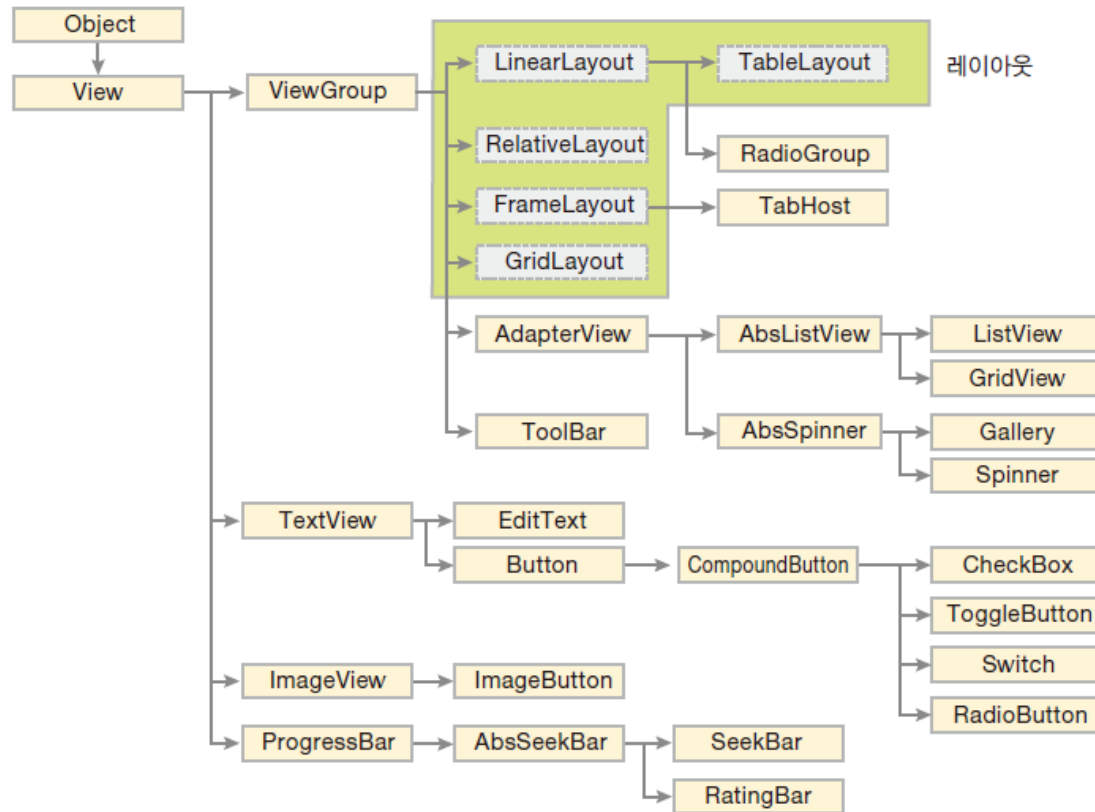 Object
LinearLayout
TableLayout
레이아웃
View
ViewGroup
RelativeLayout
RadioGroup
FrameLayout
TabHost
GridLayout
AdapterView
AbsListView
ListView
GridView
ToolBar
AbsSpinner
Gallery
Spinner
TextView
EditText
Button
CompoundButton
CheckBox
ToggleButton
Switch
ImageView
ImageButton
RadioButton
ProgressBar
AbsSeekBar
SeekBar
RatingBar